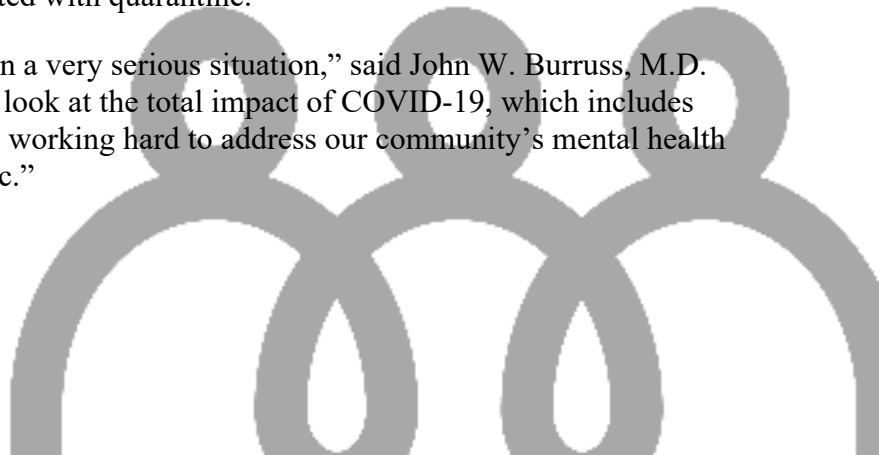 ted with quarantine.
n a very serious situation,” said John W. Burruss, M.D.
look at the total impact of COVID-19, which includes
working hard to address our community’s mental health
c.”